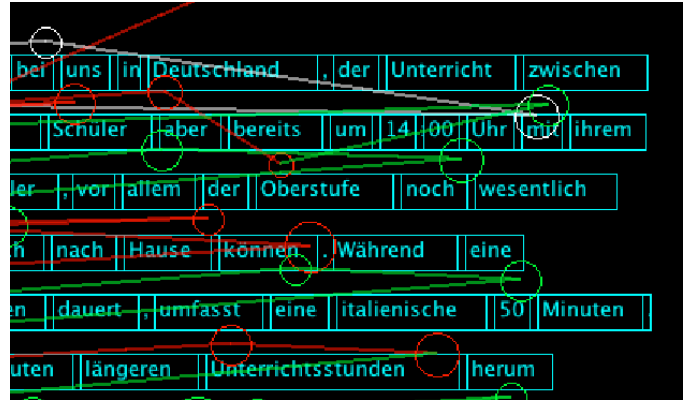 bei uns in Deutschland , der Unterricht zwischen
Schüler aber bereits um 14 00 Uhr mit ihrem
, vor allem der Oberstufe noch wesentlich
nach Hause können . Während eine
dauert , umfasst eine italienische 50 Minuten
längeren Unterrichtsstunden herum